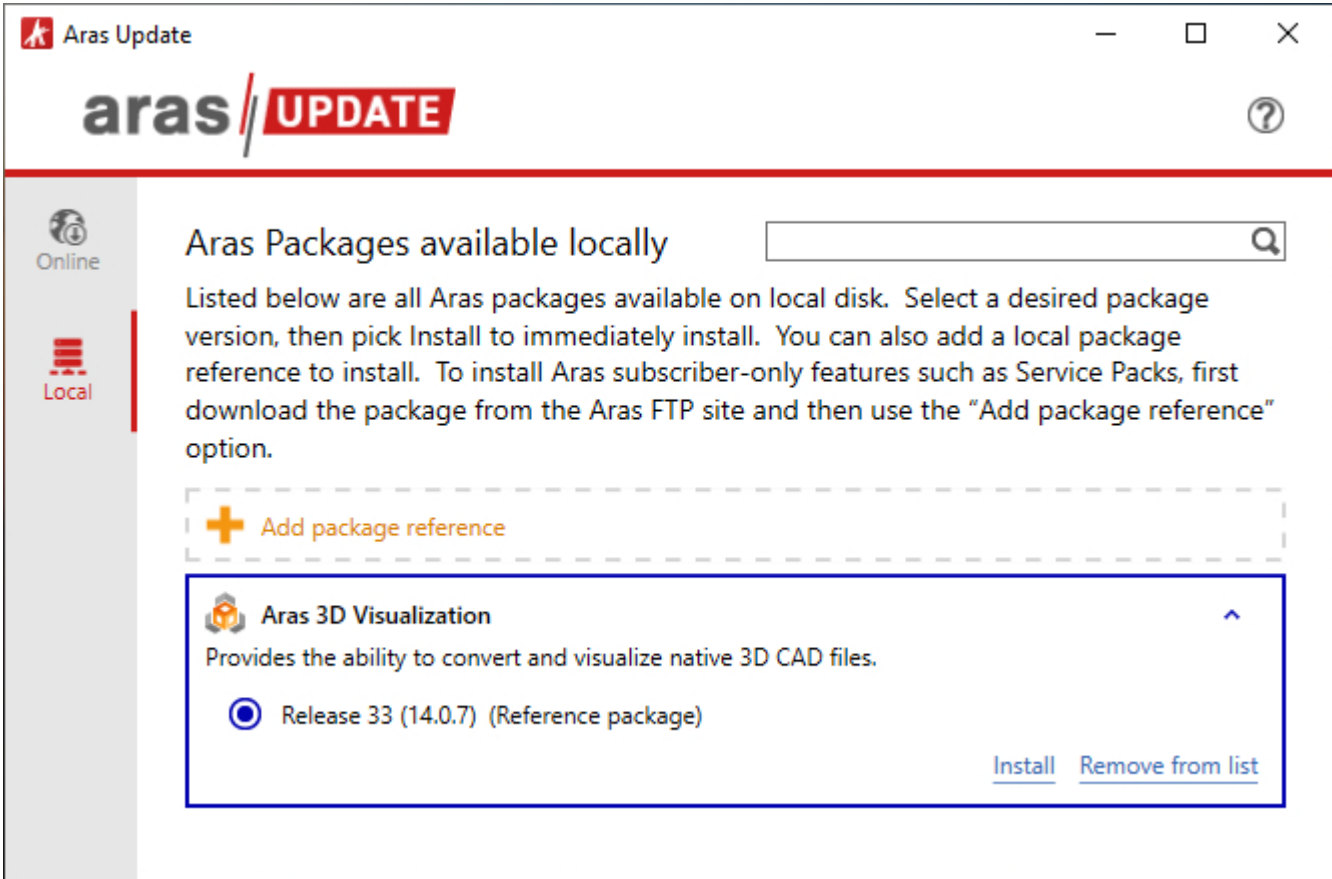 Aras Update
aras UPDATE
Online
Local
Aras Packages available locally
Listed below are all Aras packages available on local disk.  Select a desired package
version, then pick Install to immediately install.  You can also add a local package
reference to install.  To install Aras subscriber-only features such as Service Packs, first
download the package from the Aras FTP site and then use the “Add package reference”
option.
Add package reference
Aras 3D Visualization
Provides the ability to convert and visualize native 3D CAD files.
Release 33 (14.0.7)  (Reference package)
Install Remove from list